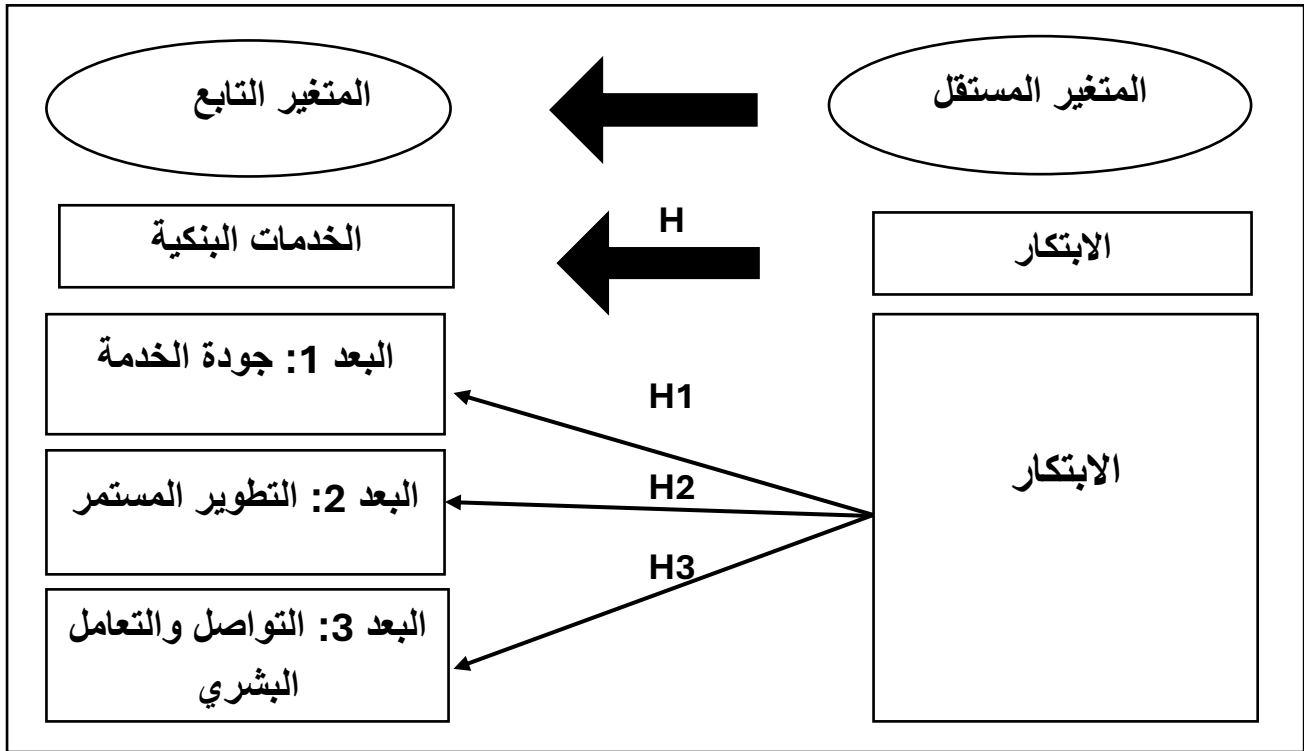 المتغير المستقل
المتغير التابع
الابتكار
H
الخدمات البنكية
الابتكار
H1
البعد 1: جودة الخدمة
H2
البعد 2: التطوير المستمر
H3
البعد 3: التواصل والتعامل
البشري